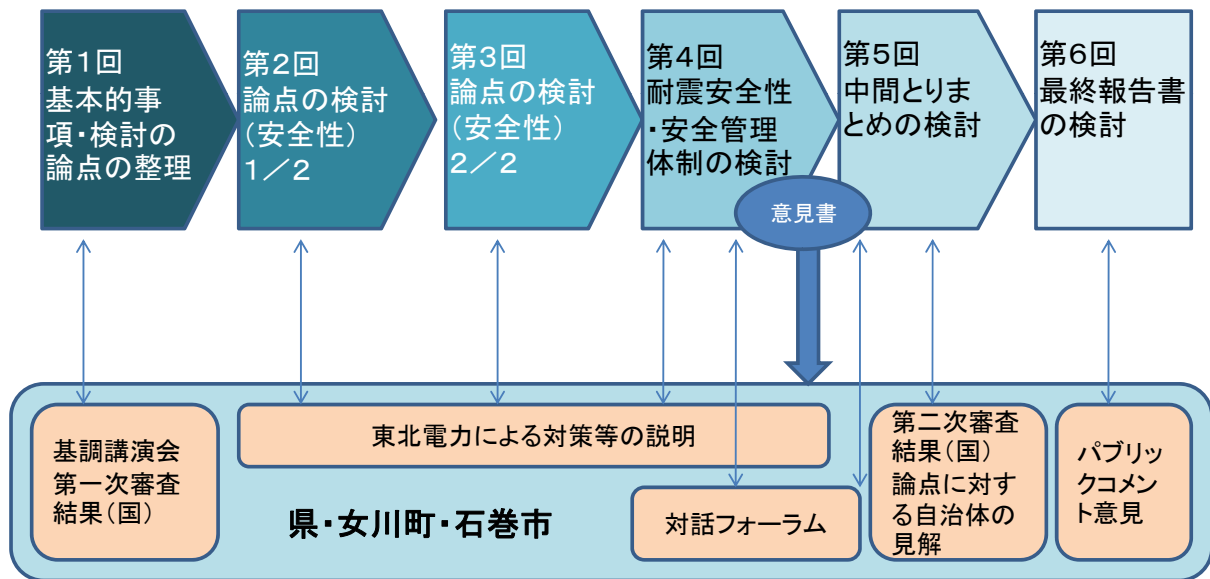 第1回
基本的事
項・検討の
論点の整理
第2回
論点の検討
(安全性)
1/2
第3回
論点の検討
(安全性)
2/2
第4回
耐震安全性
・安全管理
体制の検討
第5回
中間とりま
とめの検討
第6回
最終報告書
の検討
意見書
基調講演会
第一次審査
結果(国)
東北電力による対策等の説明
県・女川町・石巻市
対話フォーラム
第二次審査
結果(国)
論点に対す
る自治体の
見解
パブリッ
クコメン
ト意見